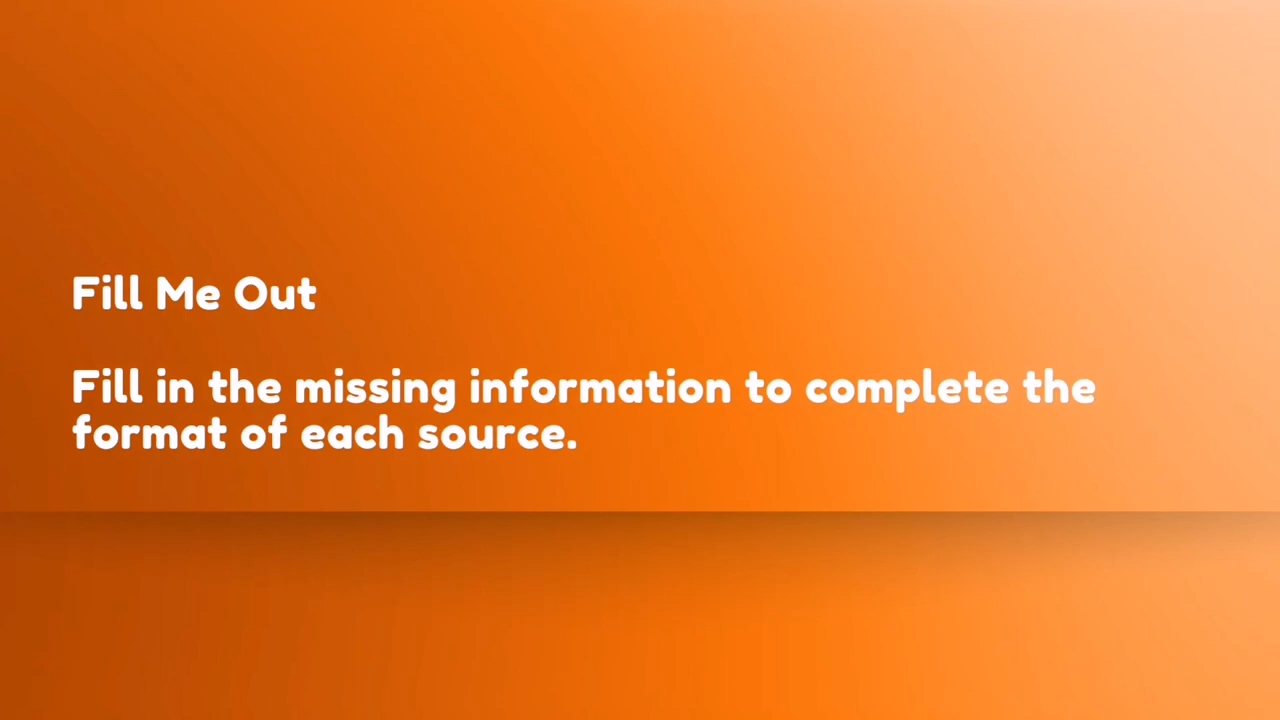 Fill Me Out
Fill in the missing information to complete the
format of each source.